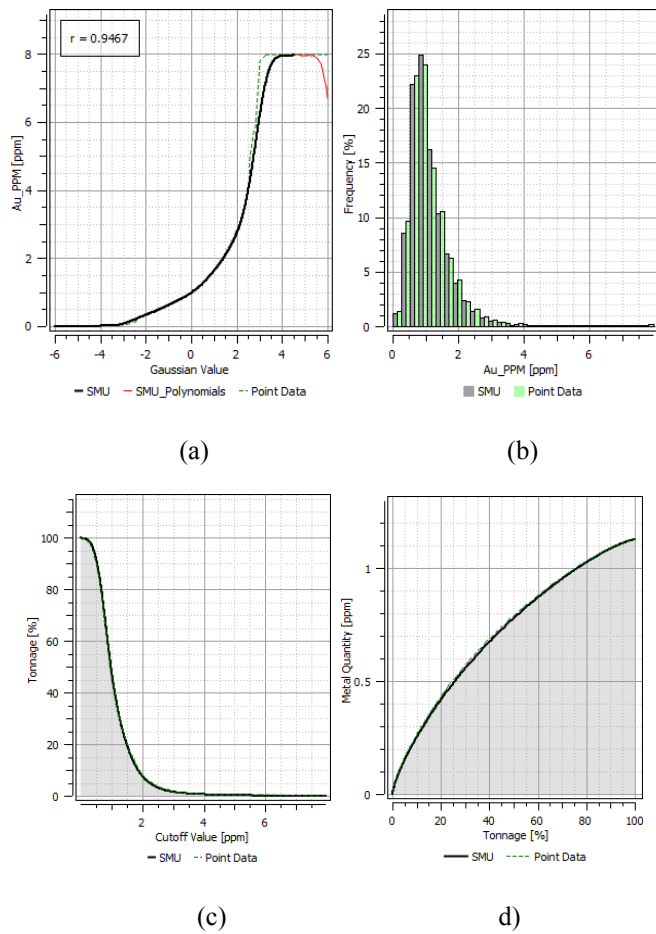 r = 0.9467
8
6
4
2
0
Au_PPM [ppm]
-6 -4 -2 0 2 4 6
Gaussian Value
SMU SMU_Polynomials Point Data
(a)
25
20
15
10
5
0
Frequency [%]
0 2 4 6
Au_PPM [ppm]
SMU Point Data
(b)
100
80
60
40
20
0
Tonnage [%]
2 4 6
Cutoff Value [ppm]
SMU Point Data
(c)
1
0.5
0
Metal Quantity [ppm]
0 20 40 60 80 100
Tonnage [%]
SMU Point Data
d)